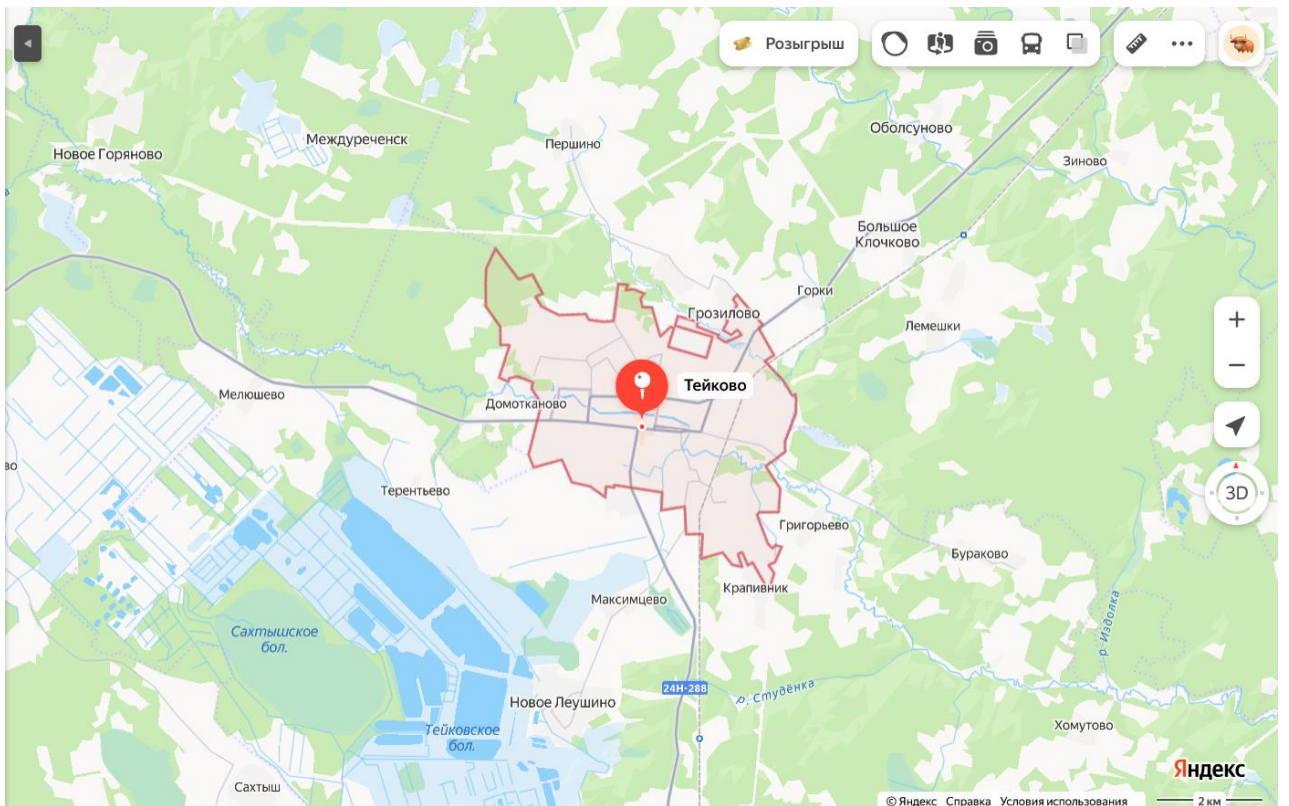 Розыгрыш
Оболсуново
Междуреченск
Першино
Новое Горяново
Зиново
Большое
Клочково
Горки
Грозилово
Лемешки
Тейково
Мелюшево
Домотканово
во
Терентьево
3D
Григорьево
Бураково
Крапивник
Максимцево
Сахтышское
бол.
р. Издолка
24Н-288
р. Студёнка
Новое Леушино
Тейковское
бол.
Хомутово
Яндекс
Сахтыш
© Яндекс Справка Условия использования 2 км